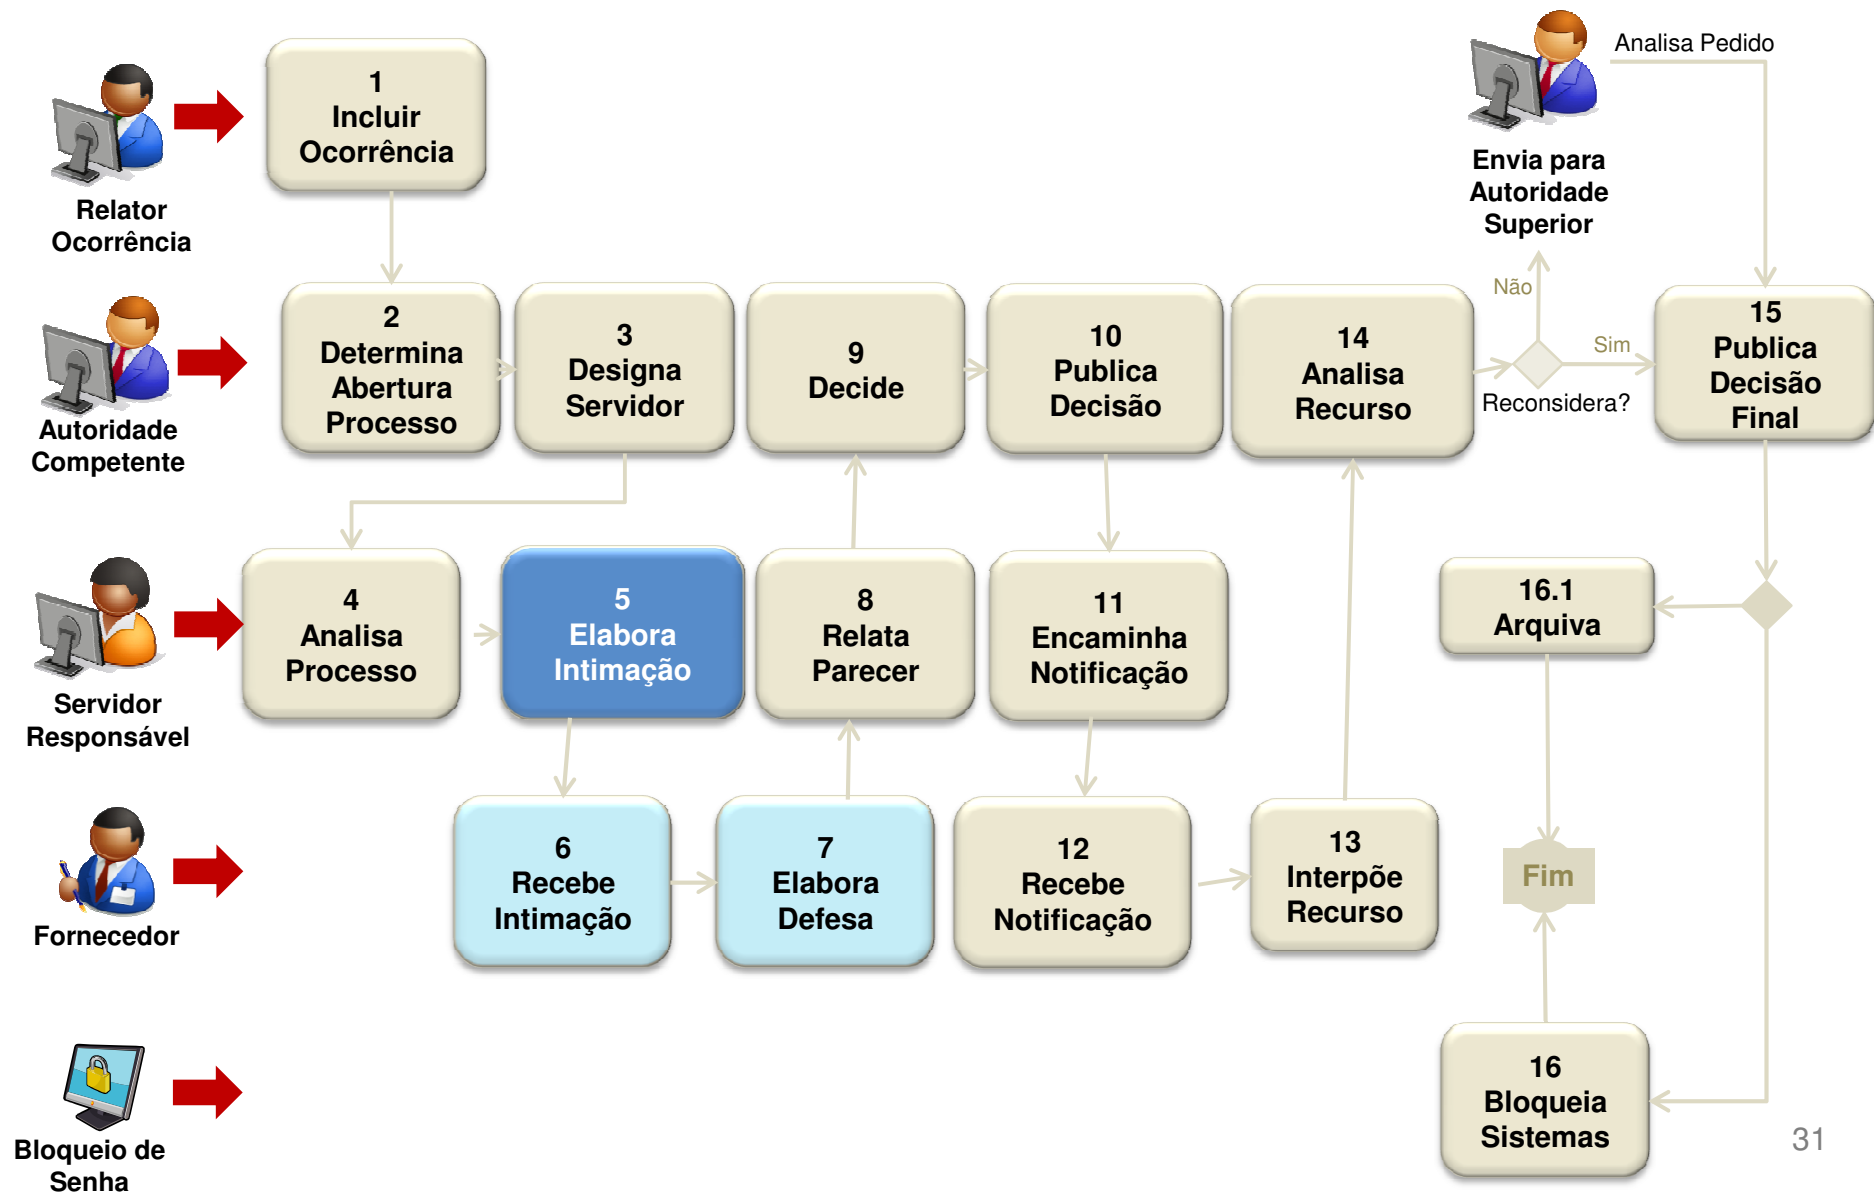 Analisa Pedido
1
Incluir
Ocorrência
Relator
Ocorrência
Envia para
Autoridade
Superior
Não
Sim
Reconsidera?
Autoridade
Competente
2
Determina
Abertura
Processo
3
Designa
Servidor
9
Decide
10
Publica
Decisão
14
Analisa
Recurso
15
Publica
Decisão
Final
Servidor
Responsável
4
Analisa
Processo
5
Elabora
Intimação
8
Relata
Parecer
11
Encaminha
Notificação
16.1
Arquiva
Fornecedor
6
Recebe
Intimação
7
Elabora
Defesa
12
Recebe
Notificação
13
Interpõe
Recurso
Fim
Bloqueio de
Senha
16
Bloqueia
Sistemas
31